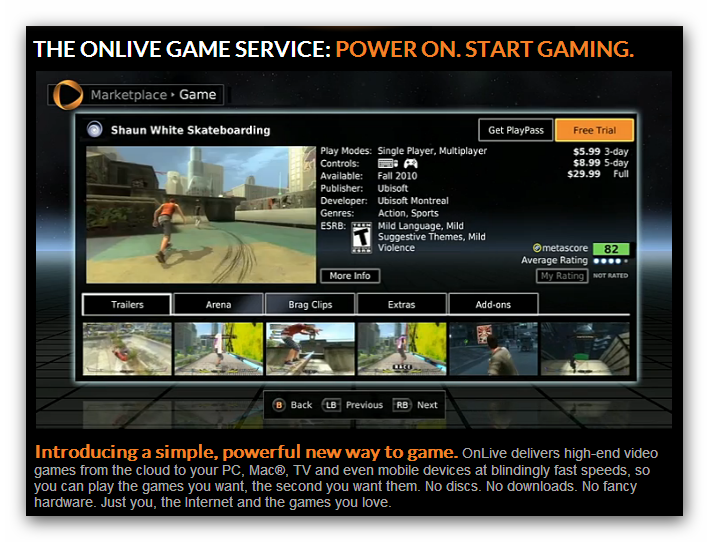 THE ONLIVE GAME SERVICE: POWER ON. START GAMING.
Marketplace ▸ Game
Shaun White Skateboarding
Get PlayPass
Free Trial
Play Modes: Single Player, Multiplayer
$5.99 3-day
Controls:
$8.99 5-day
Available: Fall 2010
$29.99 Full
Publisher: Ubisoft
Developer: Ubisoft Montreal
Genres: Action, Sports
ESRB: T Mild Language, Mild
Suggestive Themes, Mild
Violence
metascore 82
Average Rating
More Info
My Rating NOT RATED
Trailers Arena Brag Clips Extras Add-ons
RACE
B Back LB Previous RB Next
Introducing a simple, powerful new way to game. OnLive delivers high-end video
games from the cloud to your PC, Mac®, TV and even mobile devices at blindingly fast speeds, so
you can play the games you want, the second you want them. No discs. No downloads. No fancy
hardware. Just you, the Internet and the games you love.